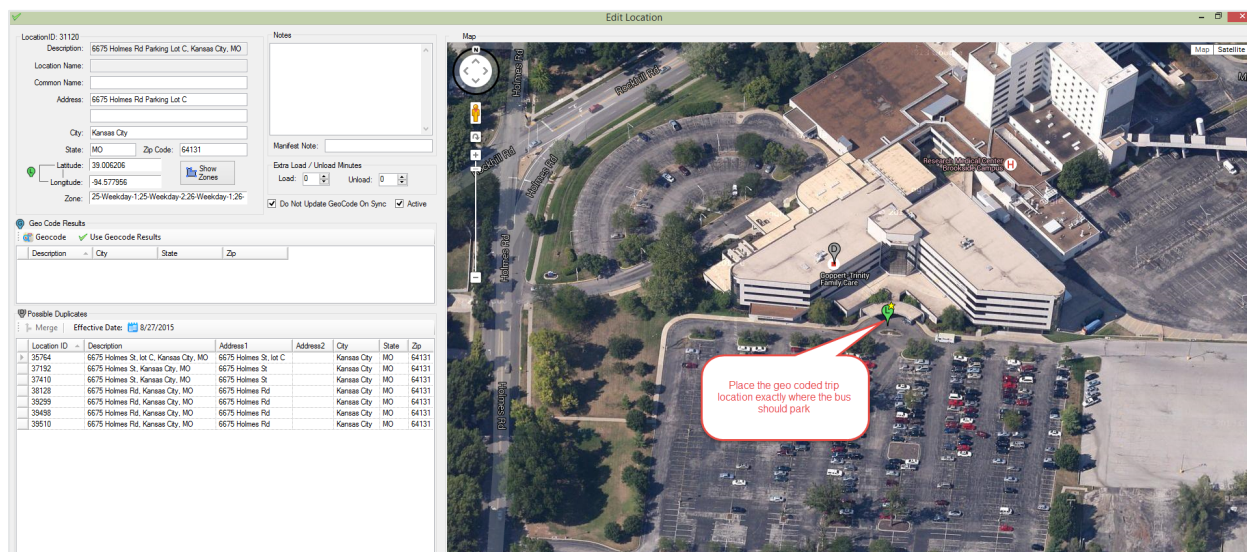 Edit Location
LocationID: 31120
Description: 6675 Holmes Rd Parking Lot C, Kansas City, MO
Location Name:
Common Name:
Address: 6675 Holmes Rd Parking Lot C
City: Kansas City
State: MO Zip Code: 64131
Latitude: 39.006206
Longitude: -94.577956
Show
Zones
Zone: 25-Weekday-1;25-Weekday-2;26-Weekday-1;26-
Notes
Manifest Note:
Extra Load / Unload Minutes
Load: 0 Unload: 0
Do Not Update GeoCode On Sync Active
Geo Code Results
Geocode Use Geocode Results
Description City State Zip
Possible Duplicates
Merge Effective Date: 8/27/2015
Location ID Description Address1 Address2 City State Zip
35764 6675 Holmes St, lot C, Kansas City, MO 6675 Holmes St, lot C Kansas City MO 64131
37192 6675 Holmes St, Kansas City, MO 6675 Holmes St Kansas City MO 64131
37410 6675 Holmes St, Kansas City, MO 6675 Holmes St Kansas City MO 64131
38128 6675 Holmes Rd, Kansas City, MO 6675 Holmes Rd Kansas City MO 64131
39299 6675 Holmes Rd, Kansas City, MO 6675 Holmes Rd Kansas City MO 64131
39498 6675 Holmes Rd, Kansas City, MO 6675 Holmes Rd Kansas City MO 64131
39510 6675 Holmes Rd, Kansas City, MO 6675 Holmes Rd Kansas City MO 64131
Map
N
Map Satellite
Holmes Rd
Rockhill Rd
Holmes Rd
Holmes Rd
Holmes Rd
Research Medical Center
Brookside Campus
H
D
Goppert-Trinity
Family Care
L
Place the geo coded trip
location exactly where the bus
should park